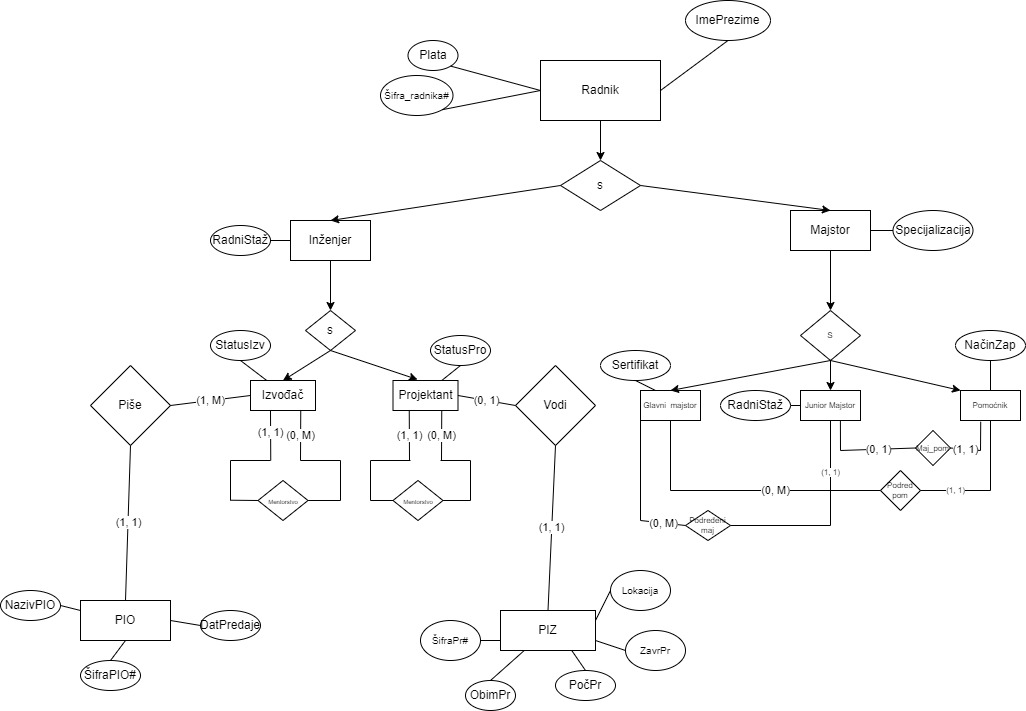 ImePrezime
Plata
Šifra_radnika#
Radnik
S
RadniStaž
Inženjer
Majstor
Specijalizacija
S
S
StatusIzv
StatusPro
Sertifikat
NačinZap
Piše
(1, M)
Izvođač
Projektant
(0, 1)
Vodi
Glavni majstor
RadniStaž
Junior Majstor
Pomoćnik
(1, 1)
(0, M)
(1, 1)
(0, M)
(0, 1)
Maj_pom
(1, 1)
(1, 1)
Mentorstvo
Mentorstvo
(0, M)
Podred
pom
(1, 1)
(1, 1)
(0, M)
Podređeni
maj
(1, 1)
NazivPIO
PIO
DatPredaje
ŠifraPIO#
Lokacija
ŠifraPr#
PIZ
ZavrPr
ObimPr
PočPr